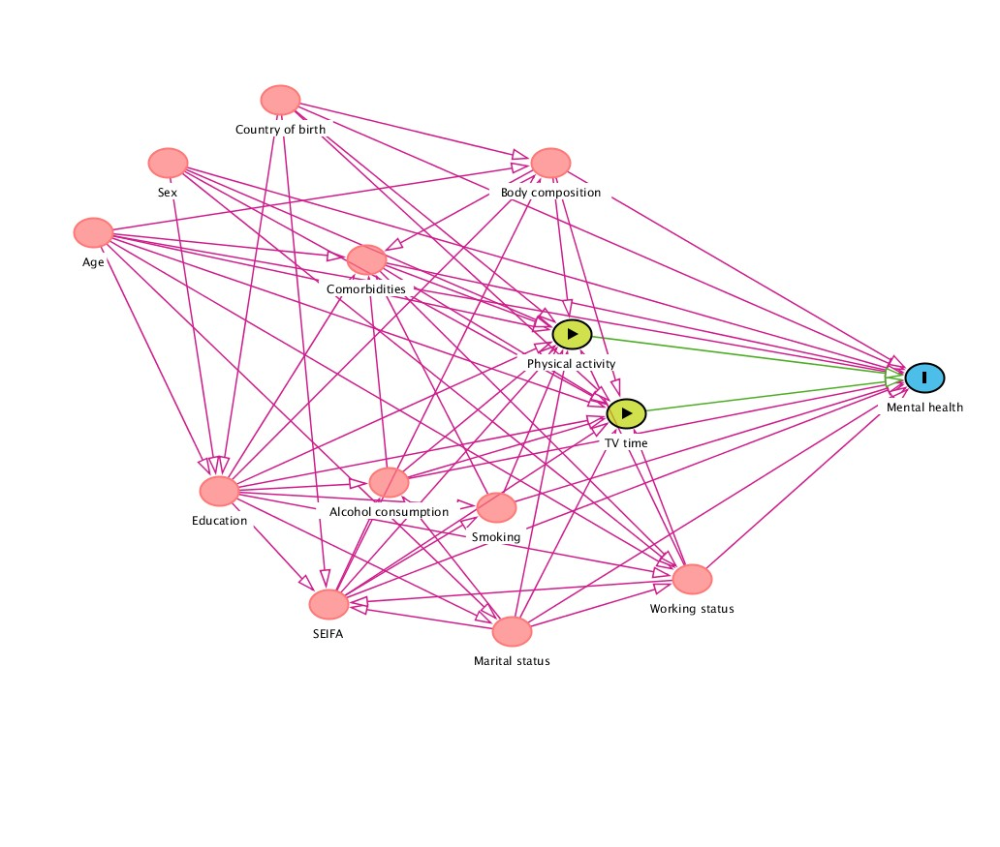 Country of birth
Sex
Body composition
Age
Comorbidities
Physical activity
Mental health
TV time
Education
Alcohol consumption
Smoking
Working status
SEIFA
Marital status